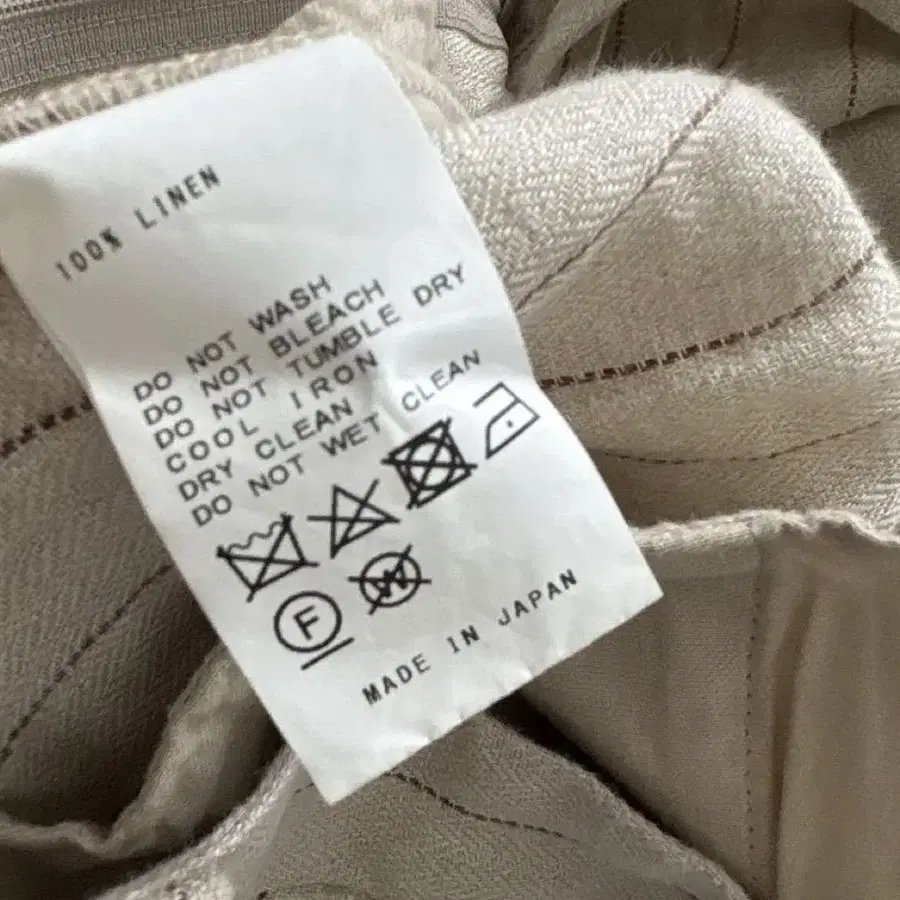 100% LINEN
DO NOT WASH
DO NOT BLEACH
DO NOT TUMBLE DRY
COOL IRON
DRY CLEAN
DO NOT WET CLEAN
F W
MADE IN JAPAN